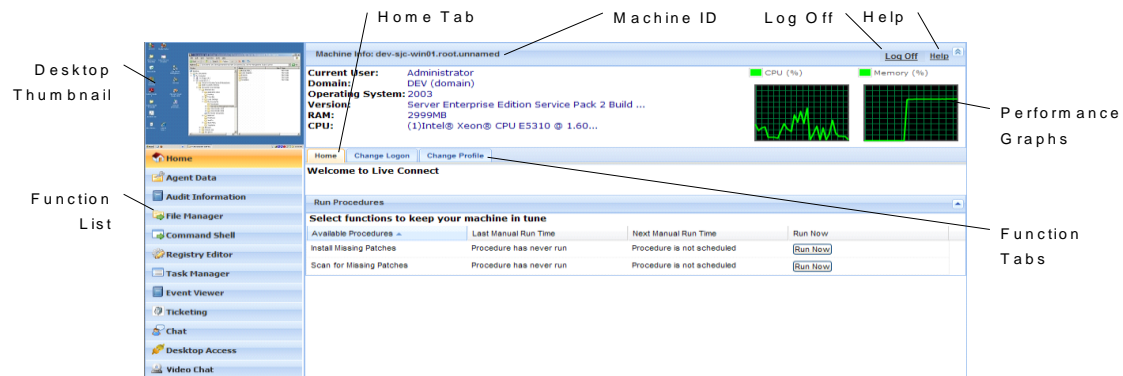 Home Tab
Machine ID
Log Off
Help
Desktop
Thumbnail
Machine Info: dev-sjc-win01.root.unnamed
Log Off Help
Current User: Administrator
Domain: DEV (domain)
Operating System: 2003
Version: Server Enterprise Edition Service Pack 2 Build ...
RAM: 2999MB
CPU: (1)Intel® Xeon® CPU E5310 @ 1.60...
CPU (%)
Memory (%)
Performance
Graphs
Home
Agent Data
Audit Information
File Manager
Command Shell
Registry Editor
Task Manager
Event Viewer
Ticketing
Chat
Desktop Access
Video Chat
Function
List
Home Change Logon Change Profile
Welcome to Live Connect
Run Procedures
Select functions to keep your machine in tune
Available Procedures Last Manual Run Time Next Manual Run Time Run Now
Install Missing Patches Procedure has never run Procedure is not scheduled Run Now
Scan for Missing Patches Procedure has never run Procedure is not scheduled Run Now
Function
Tabs